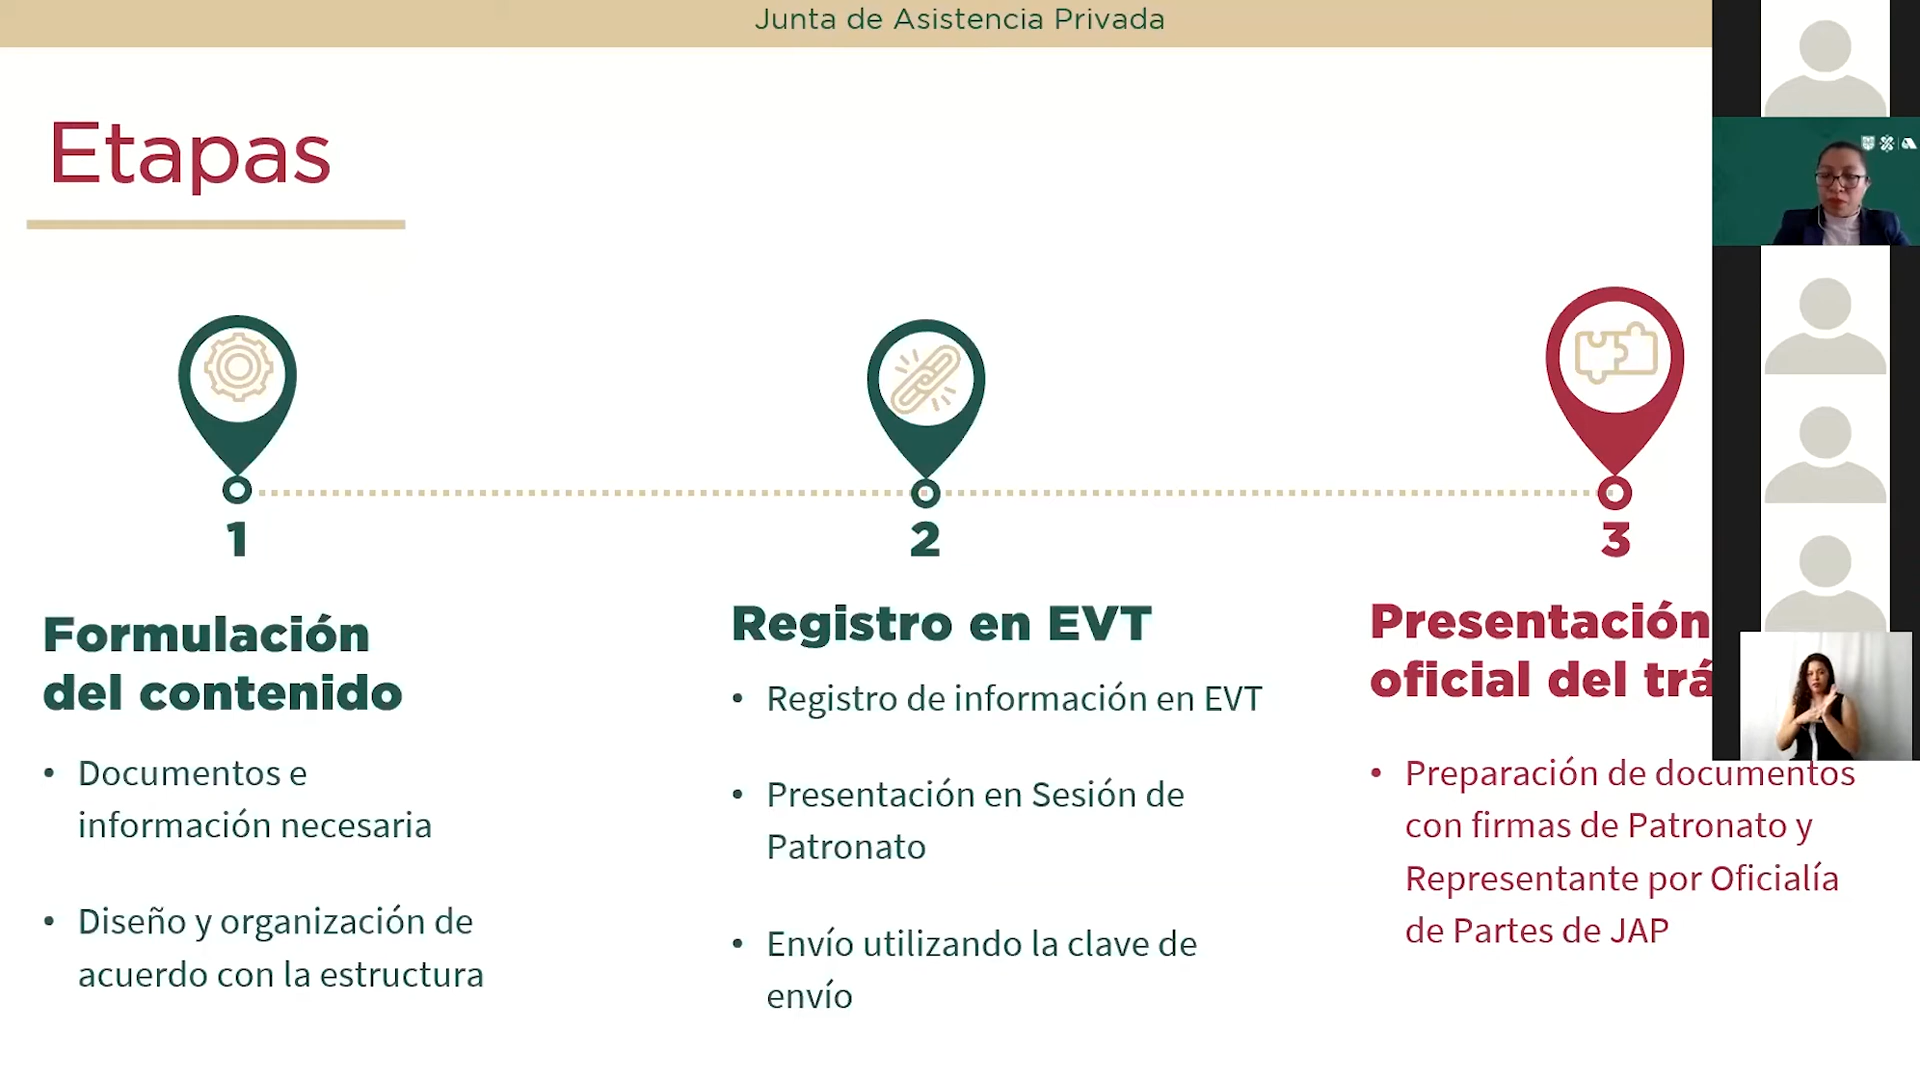 Junta de Asistencia Privada
Etapas
1
Formulación
del contenido
• Documentos e
información necesaria
• Diseño y organización de
acuerdo con la estructura
2
Registro en EVT
• Registro de información en EVT
• Presentación en Sesión de
Patronato
• Envío utilizando la clave de
envío
3
Presentación
oficial del
• Preparación de documentos
con firmas de Patronato y
Representante por Oficialía
de Partes de JAP